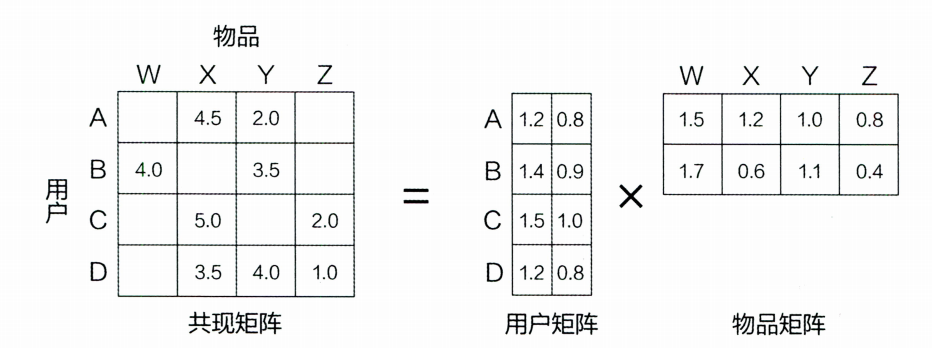 物品
W X Y Z
A 4.5 2.0
B 4.0 3.5
C 5.0 2.0
D 3.5 4.0 1.0
用户
共现矩阵
=
A 1.2 0.8
B 1.4 0.9
C 1.5 1.0
D 1.2 0.8
用户矩阵
×
W X Y Z
1.5 1.2 1.0 0.8
1.7 0.6 1.1 0.4
物品矩阵